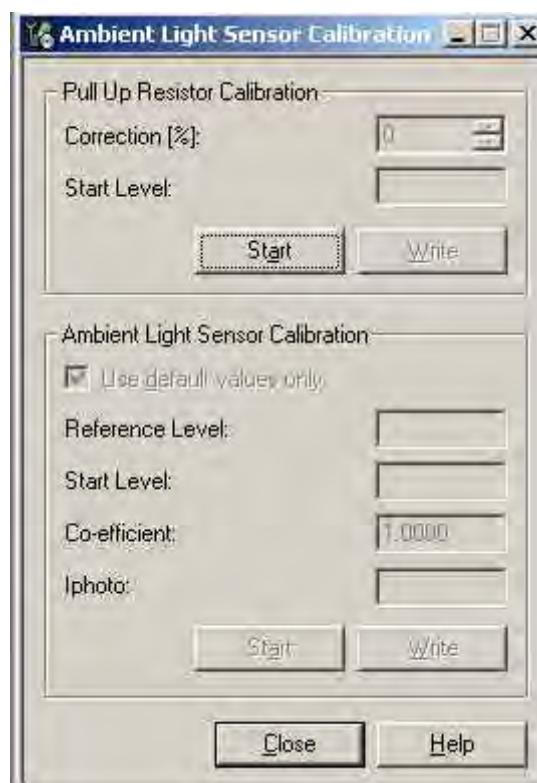 Ambient Light Sensor Calibration
Pull Up Resistor Calibration
Correction [%]: 0
Start Level:
Start Write
Ambient Light Sensor Calibration
Use default values only
Reference Level:
Start Level:
Co-efficient: 1.0000
Iphoto:
Start Write
Close Help